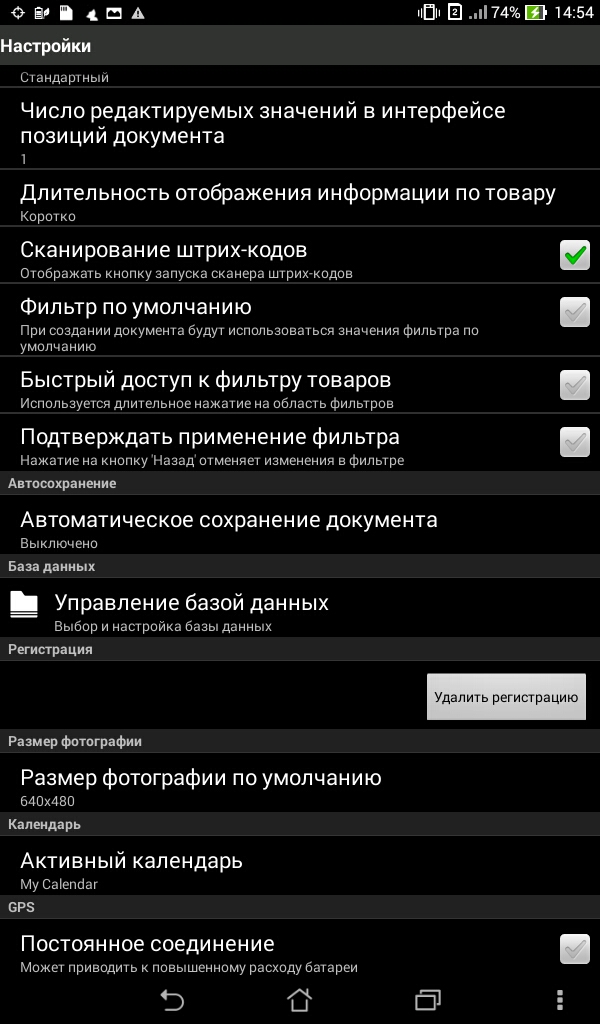 2
74%
14:54
Настройки
Стандартный
Число редактируемых значений в интерфейсе
позиций документа
1
Длительность отображения информации по товару
Коротко
Сканирование штрих-кодов
Отображать кнопку запуска сканера штрих-кодов
Фильтр по умолчанию
При создании документа будут использоваться значения фильтра по
умолчанию
Быстрый доступ к фильтру товаров
Используется длительное нажатие на область фильтров
Подтверждать применение фильтра
Нажатие на кнопку 'Назад' отменяет изменения в фильтре
Автосохранение
Автоматическое сохранение документа
Выключено
База данных
Управление базой данных
Выбор и настройка базы данных
Регистрация
Удалить регистрацию
Размер фотографии
Размер фотографии по умолчанию
640x480
Календарь
Активный календарь
My Calendar
GPS
Постоянное соединение
Может приводить к повышенному расходу батареи